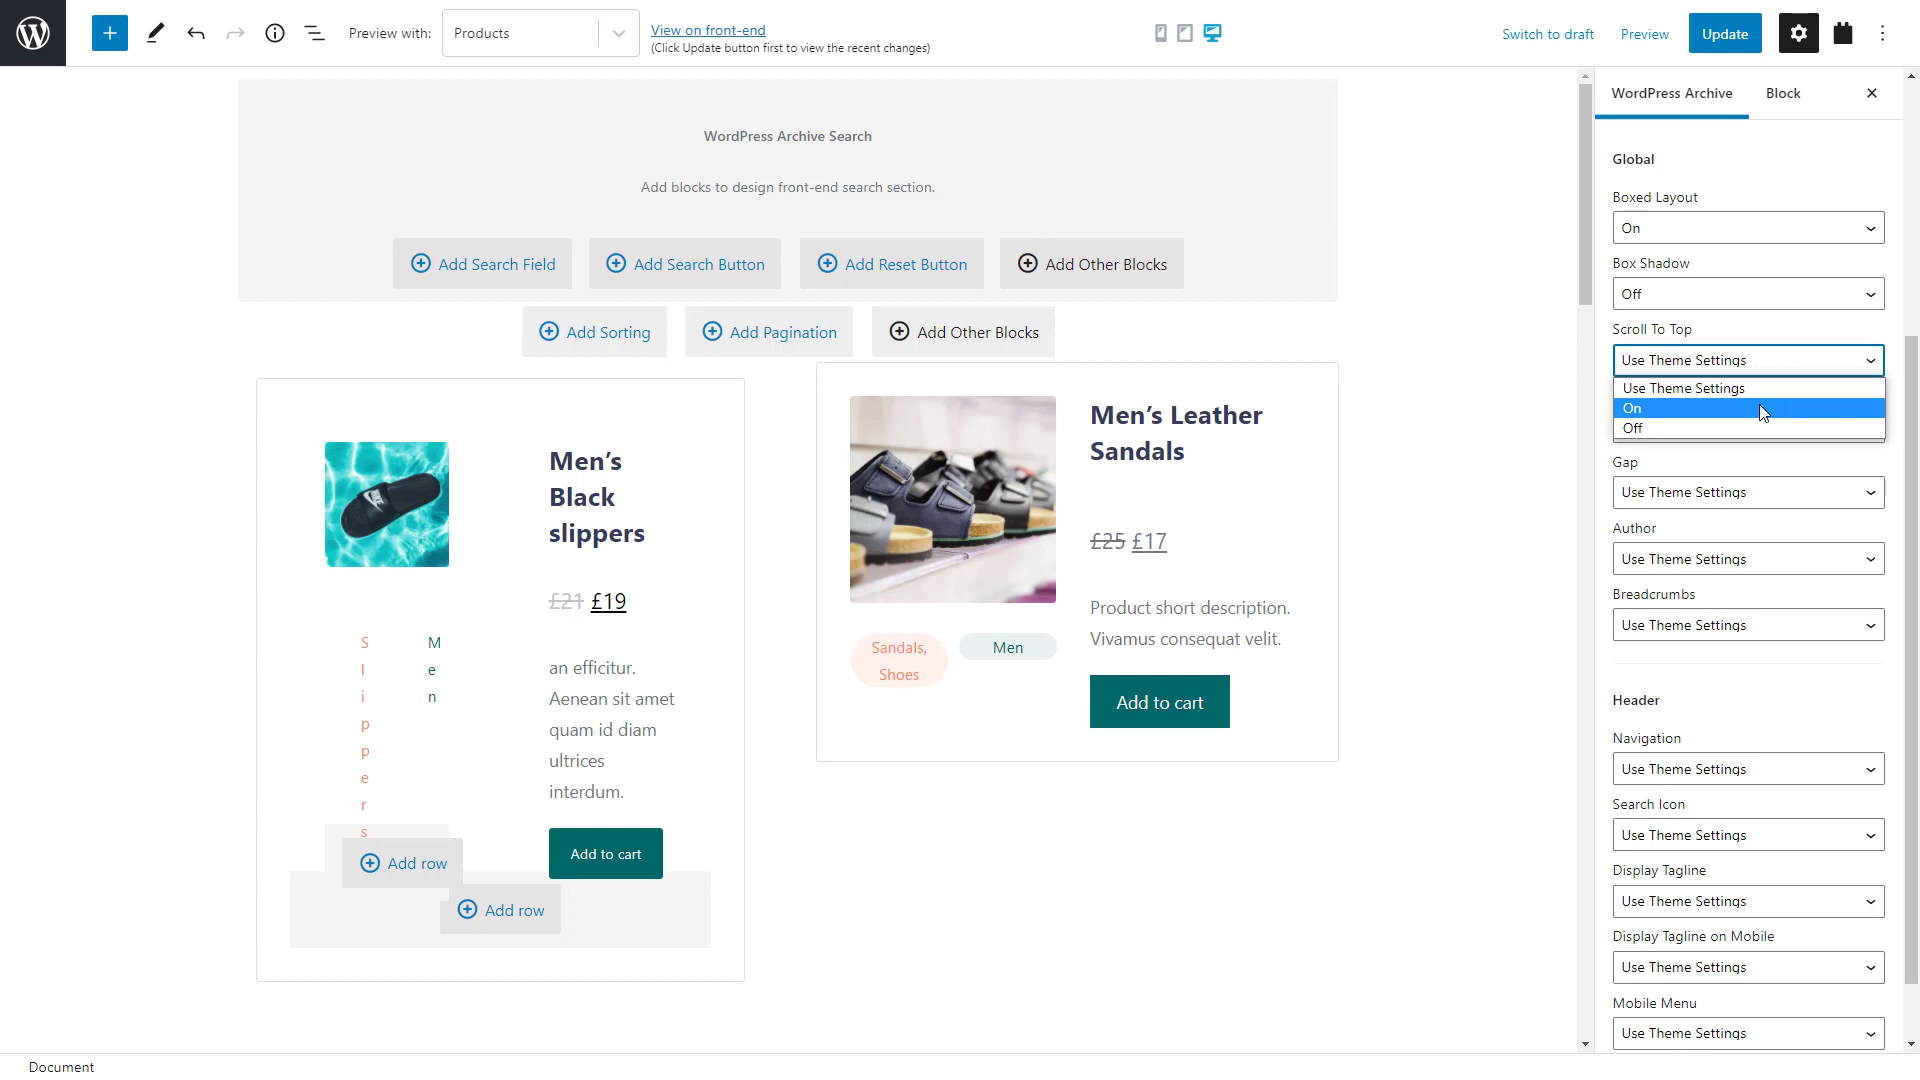 Preview with:
Products
View on front-end
(Click Update button first to view the recent changes)
Switch to draft
Preview
Update
WordPress Archive Search
Add blocks to design front-end search section.
Add Search Field
Add Search Button
Add Reset Button
Add Other Blocks
Add Sorting
Add Pagination
Add Other Blocks
Men's
Black
slippers
£21 £19
Slippers
Men
an efficitur.
Aenean sit amet
quam id diam
ultrices
interdum.
Add to cart
Add row
Add row
Men's Leather
Sandals
£25 £17
Product short description.
Vivamus consequat velit.
Sandals,
Shoes
Men
Add to cart
WordPress Archive
Block
Global
Boxed Layout
On
Box Shadow
Off
Scroll To Top
Use Theme Settings
Use Theme Settings
On
Off
Gap
Use Theme Settings
Author
Use Theme Settings
Breadcrumbs
Use Theme Settings
Header
Navigation
Use Theme Settings
Search Icon
Use Theme Settings
Display Tagline
Use Theme Settings
Display Tagline on Mobile
Use Theme Settings
Mobile Menu
Use Theme Settings
Document